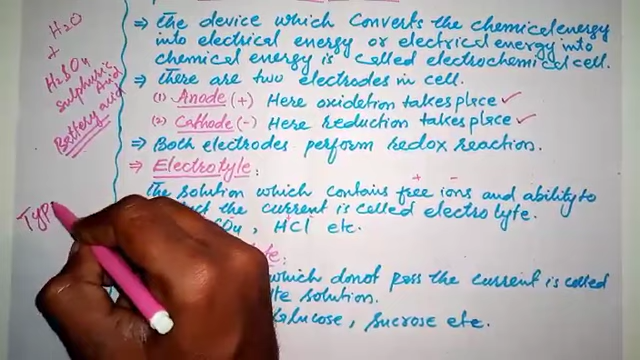 H2O
+
H2SO4
Sulphuric
Acid
Battery acid
Typ
⇒ the device which converts the chemical energy
into electrical energy or electrical energy into
chemical energy is called electrochemical cell.
⇒ there are two electrodes in cell.
(1) Anode (+) Here oxidetion takes place ✓
(2) Cathode (-) Here reduction takes place ✓
⇒ Both electrodes perform redox reaction.
⇒ Electrotyle:
+ -
the solution which contains free ions and ability to
the current is called electrolyte.
, HCl etc.
which donot pass the current is called
solution.
Glucose, sucrose etc.